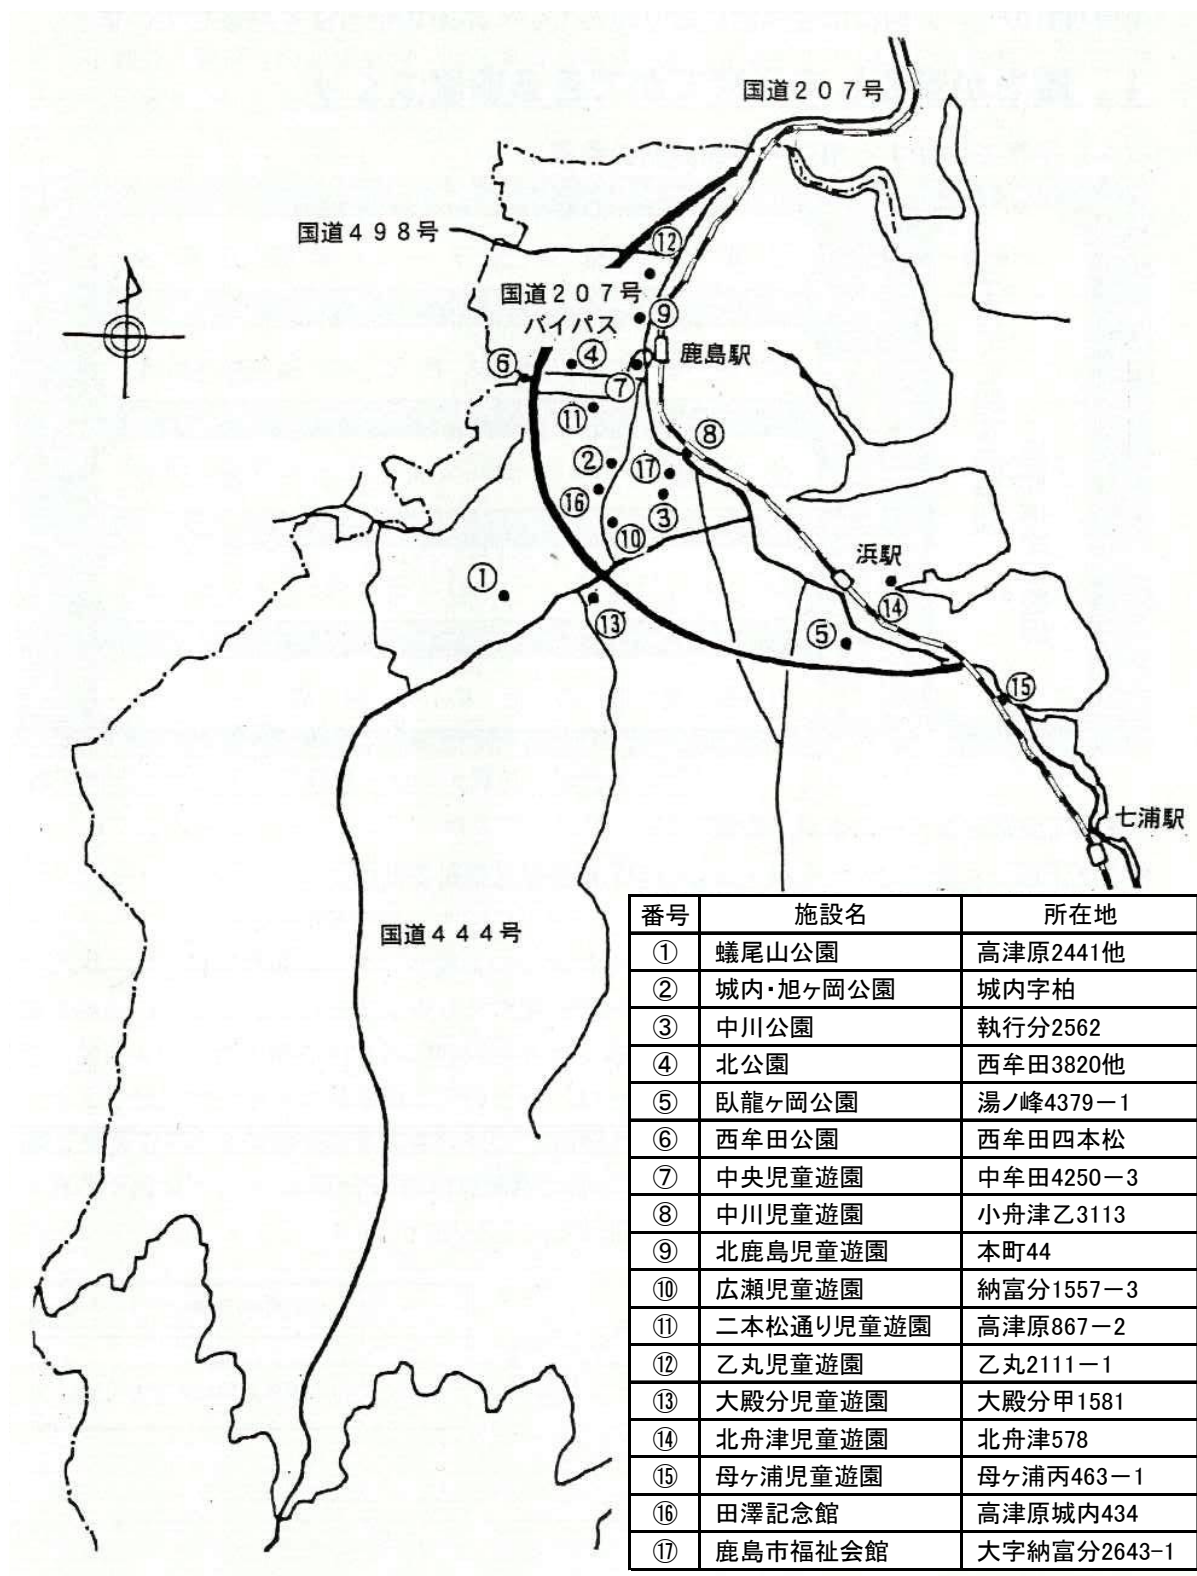 国道207号
国道498号
⑫
国道207号
バイパス
⑨
④
鹿島駅
⑥
⑦
⑪
⑧
②
⑰
⑯
③
⑩
浜駅
①
⑭
⑬
⑤
⑮
七浦駅
国道444号
番号 施設名 所在地
① 蟻尾山公園 高津原2441他
② 城内・旭ヶ岡公園 城内字柏
③ 中川公園 執行分2562
④ 北公園 西牟田3820他
⑤ 臥龍ヶ岡公園 湯ノ峰4379－1
⑥ 西牟田公園 西牟田四本松
⑦ 中央児童遊園 中牟田4250－3
⑧ 中川児童遊園 小舟津乙3113
⑨ 北鹿島児童遊園 本町44
⑩ 広瀬児童遊園 納富分1557－3
⑪ 二本松通り児童遊園 高津原867－2
⑫ 乙丸児童遊園 乙丸2111－1
⑬ 大殿分児童遊園 大殿分甲1581
⑭ 北舟津児童遊園 北舟津578
⑮ 母ヶ浦児童遊園 母ヶ浦丙463－1
⑯ 田澤記念館 高津原城内434
⑰ 鹿島市福祉会館 大字納富分2643-1